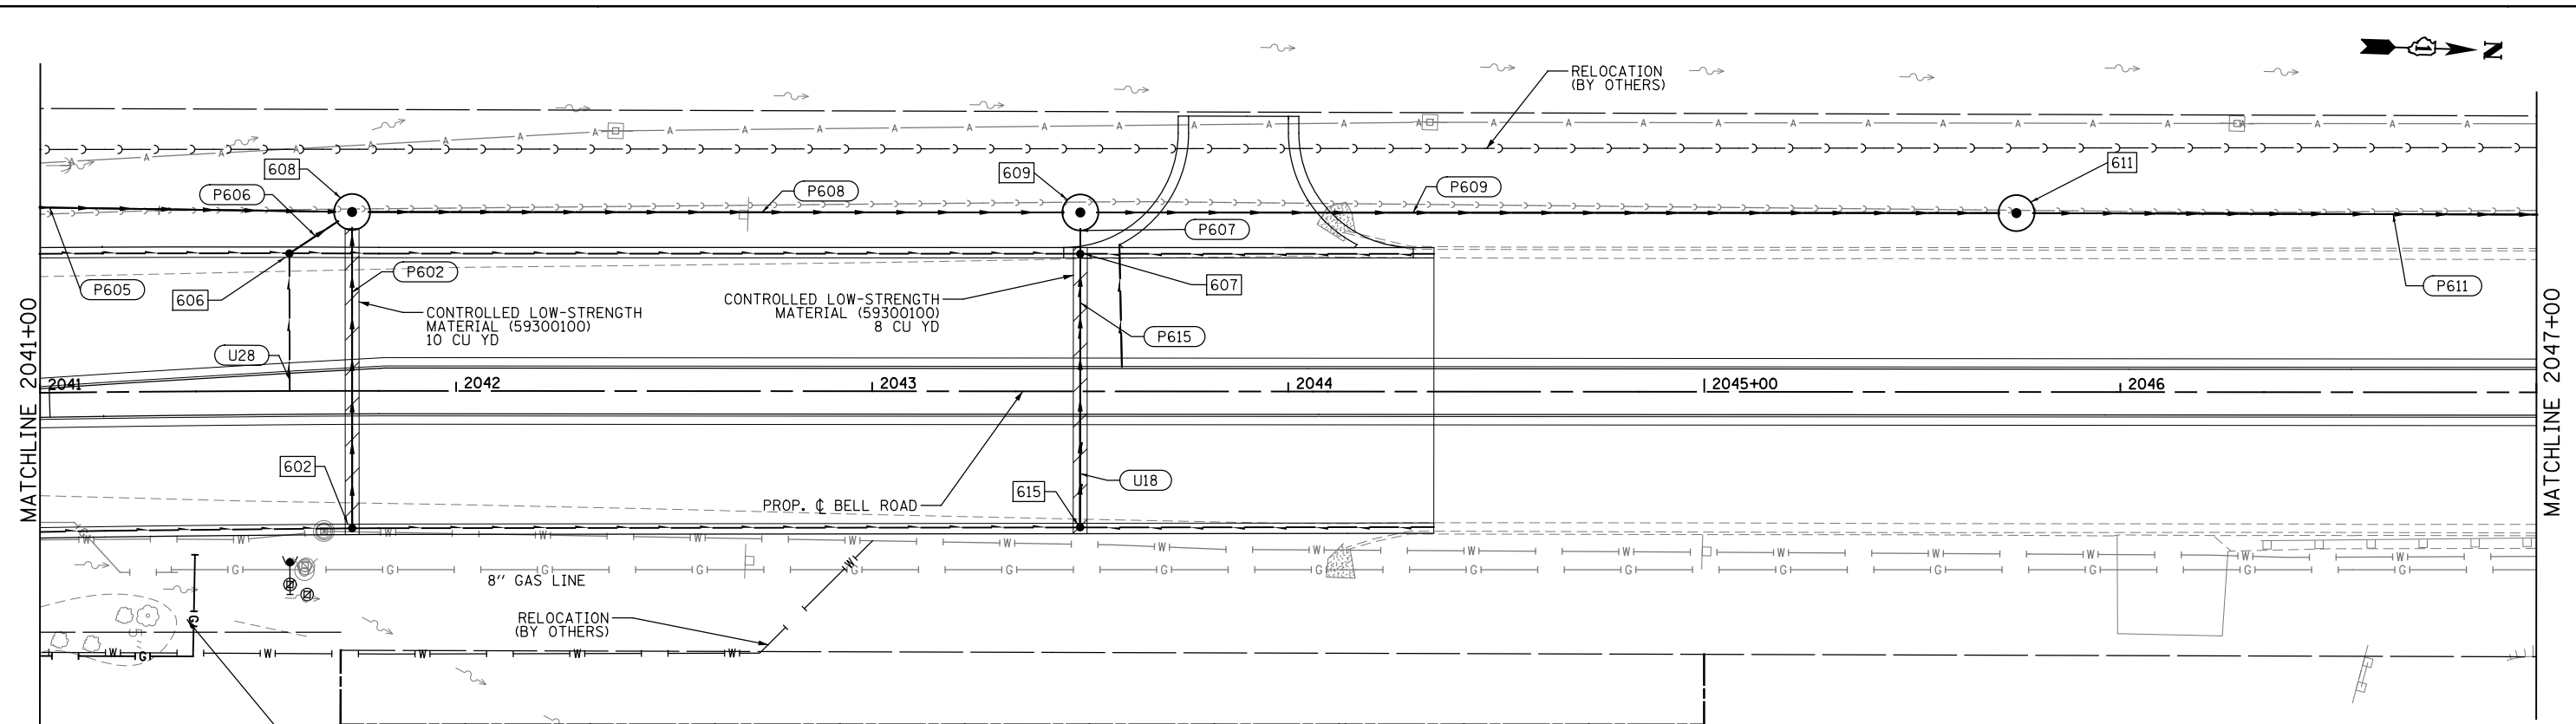 N
1
RELOCATION
(BY OTHERS)
A A A A A A A A A A A A A A A A A A A A A A A A A A A A A A A A
608
609
611
P606
P608
P609
P607
P605
606
P602
607
P611
CONTROLLED LOW-STRENGTH
MATERIAL (59300100)
10 CU YD
CONTROLLED LOW-STRENGTH
MATERIAL (59300100)
8 CU YD
P615
U28
MATCHLINE 2041+00
MATCHLINE 2047+00
2041
2042
2043
2044
2045+00
2046
602
615
U18
PROP. ℄ BELL ROAD
W W W W W W W W W W W W W W W W
G G G G G G G G G G G G G G G
8" GAS LINE
W
RELOCATION
(BY OTHERS)
G
W G W W W W